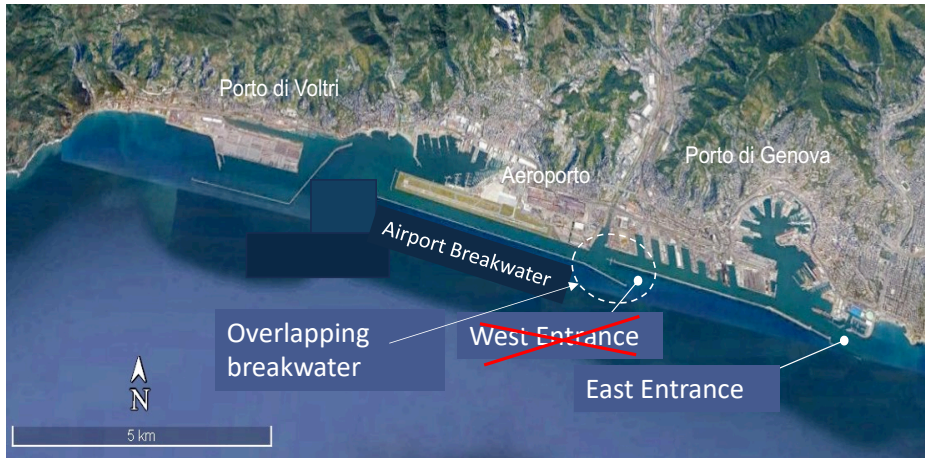 Porto di Voltri
Porto di Genova
Aeroporto
Airport Breakwater
Overlapping
breakwater
West Entrance
East Entrance
N
5 km